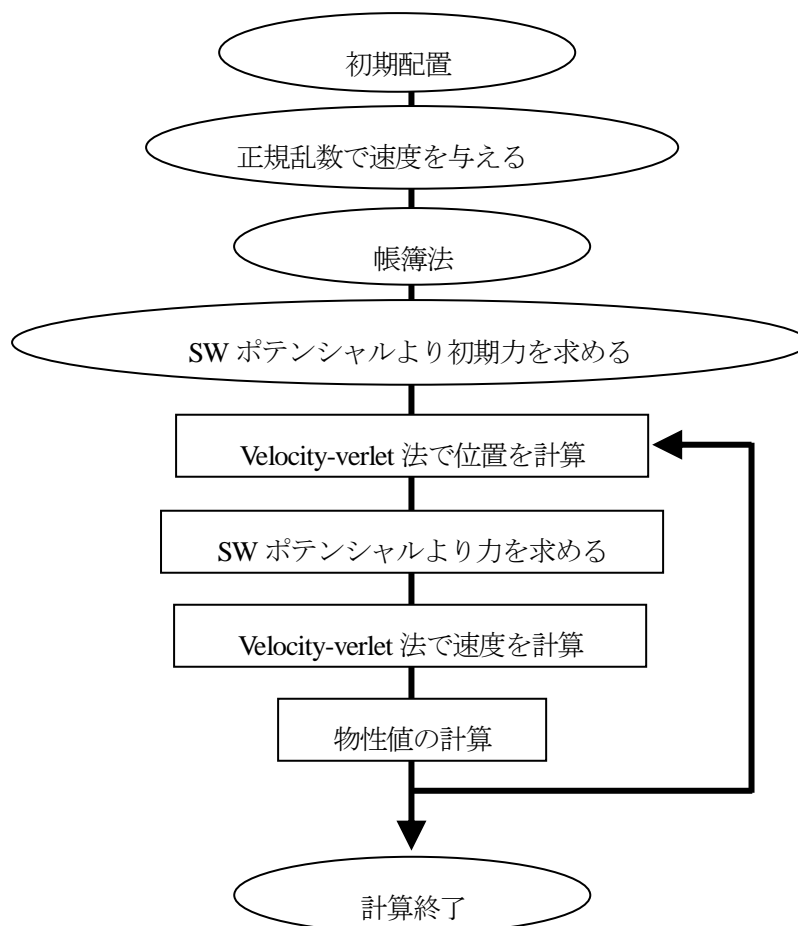 初期配置
正規乱数で速度を与える
帳簿法
SW ポテンシャルより初期力を求める
Velocity-verlet 法で位置を計算
SW ポテンシャルより力を求める
Velocity-verlet 法で速度を計算
物性値の計算
計算終了